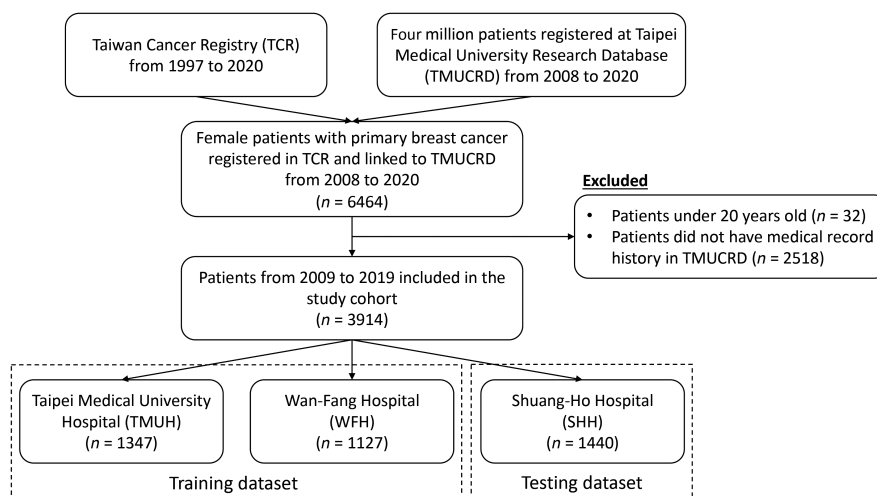 Taiwan Cancer Registry (TCR)
from 1997 to 2020
Four million patients registered at Taipei
Medical University Research Database
(TMUCRD) from 2008 to 2020
Female patients with primary breast cancer
registered in TCR and linked to TMUCRD
from 2008 to 2020
(n = 6464)
Excluded
• Patients under 20 years old (n = 32)
• Patients did not have medical record
history in TMUCRD (n = 2518)
Patients from 2009 to 2019 included in the
study cohort
(n = 3914)
Taipei Medical University
Hospital (TMUH)
(n = 1347)
Wan-Fang Hospital
(WFH)
(n = 1127)
Shuang-Ho Hospital
(SHH)
(n = 1440)
Training dataset
Testing dataset